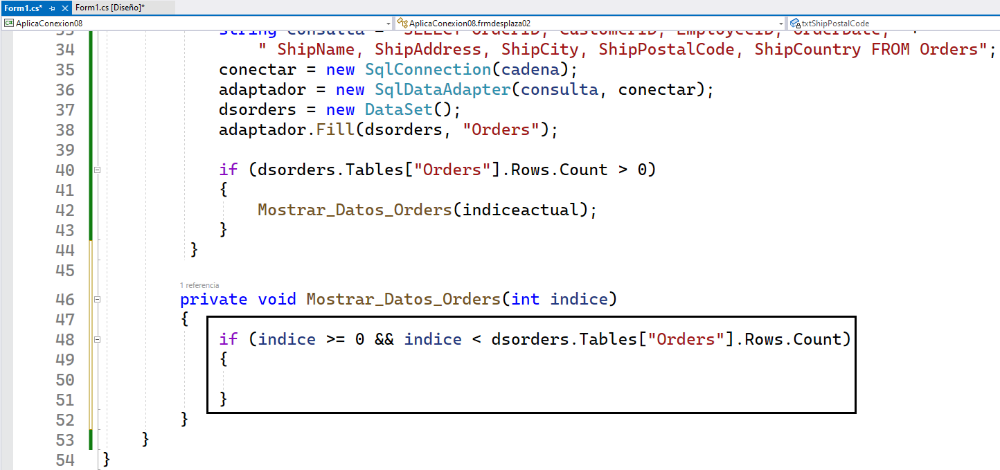 Form1.cs*
Form1.cs [Diseño]*
AplicaConexion08
AplicaConexion08.frmdesplaza02
txtShipPostalCode
33 string consulta = "SELECT OrderID, CustomerID, EmployeeID, OrderDate, " +
34 " ShipName, ShipAddress, ShipCity, ShipPostalCode, ShipCountry FROM Orders";
35 conectar = new SqlConnection(cadena);
36 adaptador = new SqlDataAdapter(consulta, conectar);
37 dsorders = new DataSet();
38 adaptador.Fill(dsorders, "Orders");
39
40 if (dsorders.Tables["Orders"].Rows.Count > 0)
41 {
42 Mostrar_Datos_Orders(indiceactual);
43 }
44 }
45
1 referencia
46 private void Mostrar_Datos_Orders(int indice)
47 {
48 if (indice >= 0 && indice < dsorders.Tables["Orders"].Rows.Count)
49 {
50
51 }
52 }
53 }
54 }